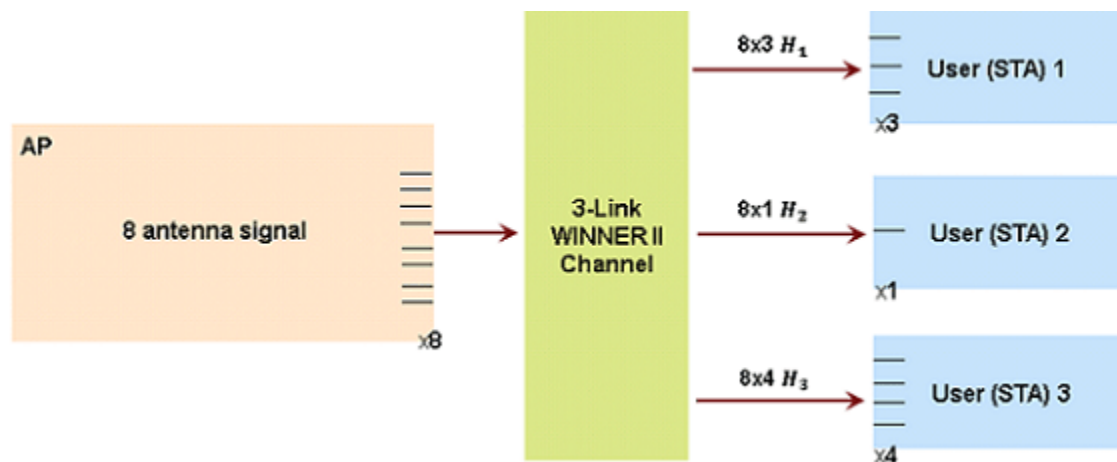 AP
8 antenna signal
x8
3-Link
WINNER II
Channel
8x3 H₁
8x1 H₂
8x4 H₃
User (STA) 1
x3
User (STA) 2
x1
User (STA) 3
x4